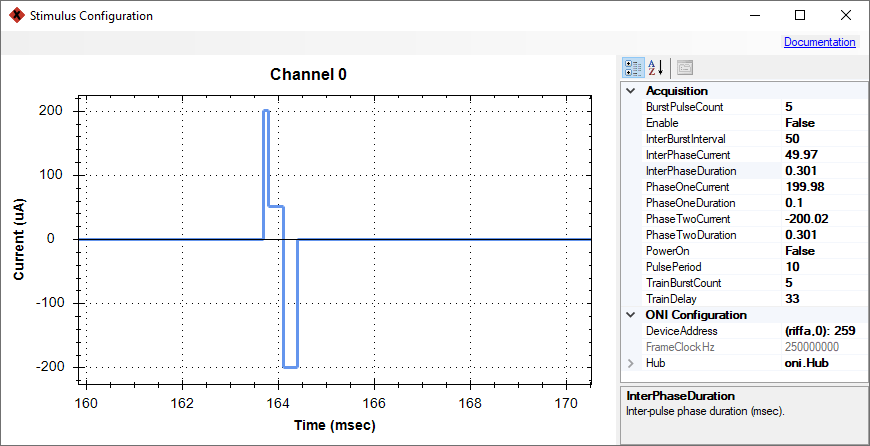 Stimulus Configuration
Documentation
Channel 0
200
100
0
-100
-200
Current (uA)
160
162
164
166
168
170
Time (msec)
Acquisition
BurstPulseCount 5
Enable False
InterBurstInterval 50
InterPhaseCurrent 49.97
InterPhaseDuration 0.301
PhaseOneCurrent 199.98
PhaseOneDuration 0.1
PhaseTwoCurrent -200.02
PhaseTwoDuration 0.301
PowerOn False
PulsePeriod 10
TrainBurstCount 5
TrainDelay 33
ONI Configuration
DeviceAddress (riffa,0): 259
FrameClockHz 250000000
Hub oni.Hub
InterPhaseDuration
Inter-pulse phase duration (msec).